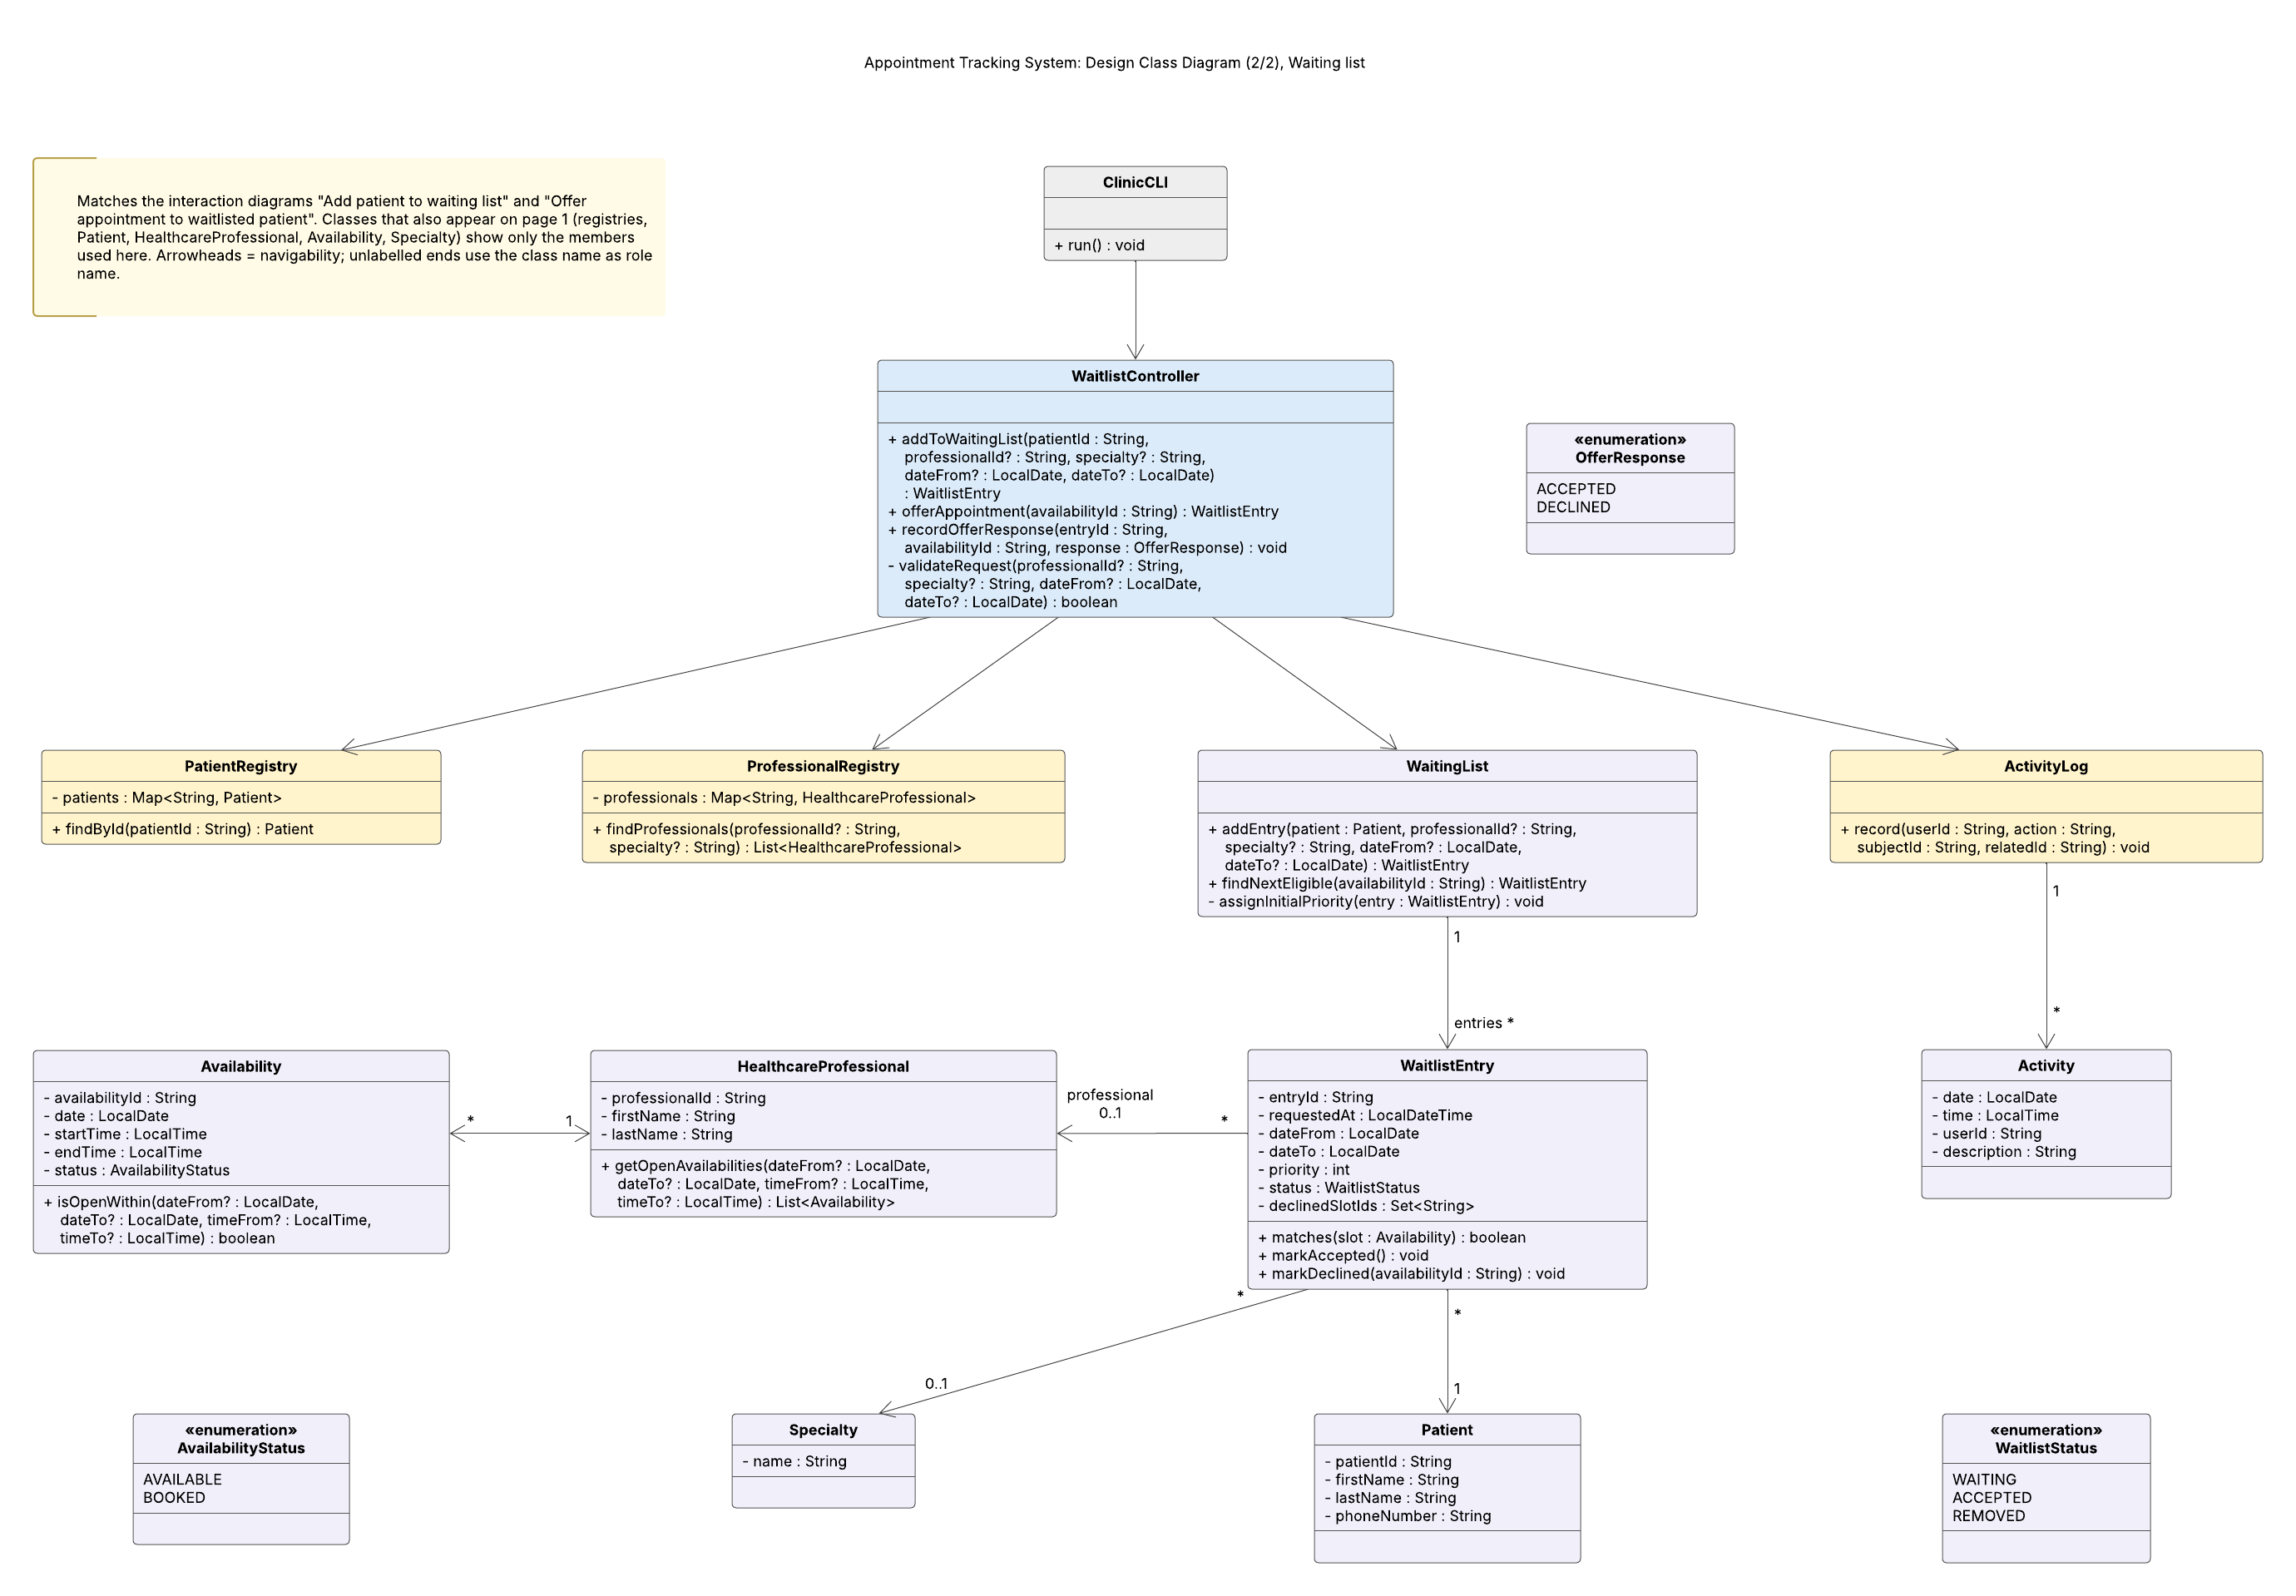 Appointment Tracking System: Design Class Diagram (2/2), Waiting list
Matches the interaction diagrams "Add patient to waiting list" and "Offer
appointment to waitlisted patient". Classes that also appear on page 1 (registries,
Patient, HealthcareProfessional, Availability, Specialty) show only the members
used here. Arrowheads = navigability; unlabelled ends use the class name as role
name.
ClinicCLI
+ run() : void
WaitlistController
+ addToWaitingList(patientId : String,
professionalId? : String, specialty? : String,
dateFrom? : LocalDate, dateTo? : LocalDate)
: WaitlistEntry
+ offerAppointment(availabilityId : String) : WaitlistEntry
+ recordOfferResponse(entryId : String,
availabilityId : String, response : OfferResponse) : void
- validateRequest(professionalId? : String,
specialty? : String, dateFrom? : LocalDate,
dateTo? : LocalDate) : boolean
«enumeration»
OfferResponse
ACCEPTED
DECLINED
PatientRegistry
- patients : Map<String, Patient>
+ findById(patientId : String) : Patient
ProfessionalRegistry
- professionals : Map<String, HealthcareProfessional>
+ findProfessionals(professionalId? : String,
specialty? : String) : List<HealthcareProfessional>
WaitingList
+ addEntry(patient : Patient, professionalId? : String,
specialty? : String, dateFrom? : LocalDate,
dateTo? : LocalDate) : WaitlistEntry
+ findNextEligible(availabilityId : String) : WaitlistEntry
- assignInitialPriority(entry : WaitlistEntry) : void
ActivityLog
+ record(userId : String, action : String,
subjectId : String, relatedId : String) : void
1
entries *
1
*
Availability
- availabilityId : String
- date : LocalDate
- startTime : LocalTime
- endTime : LocalTime
- status : AvailabilityStatus
+ isOpenWithin(dateFrom? : LocalDate,
dateTo? : LocalDate, timeFrom? : LocalTime,
timeTo? : LocalTime) : boolean
*
1
HealthcareProfessional
- professionalId : String
- firstName : String
- lastName : String
+ getOpenAvailabilities(dateFrom? : LocalDate,
dateTo? : LocalDate, timeFrom? : LocalTime,
timeTo? : LocalTime) : List<Availability>
professional
0..1
*
WaitlistEntry
- entryId : String
- requestedAt : LocalDateTime
- dateFrom : LocalDate
- dateTo : LocalDate
- priority : int
- status : WaitlistStatus
- declinedSlotIds : Set<String>
+ matches(slot : Availability) : boolean
+ markAccepted() : void
+ markDeclined(availabilityId : String) : void
Activity
- date : LocalDate
- time : LocalTime
- userId : String
- description : String
*
0..1
*
1
«enumeration»
AvailabilityStatus
AVAILABLE
BOOKED
Specialty
- name : String
Patient
- patientId : String
- firstName : String
- lastName : String
- phoneNumber : String
«enumeration»
WaitlistStatus
WAITING
ACCEPTED
REMOVED